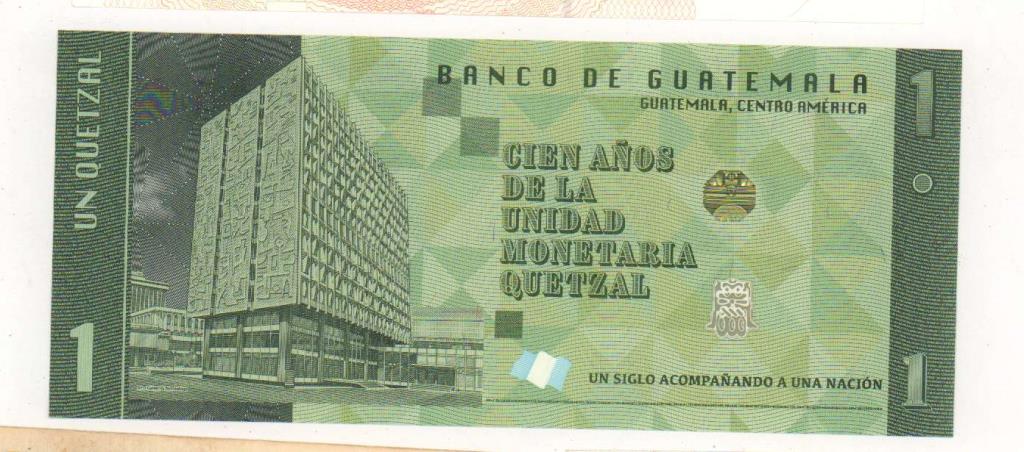 UN QUETZAL
1
BANCO DE GUATEMALA
GUATEMALA, CENTRO AMÉRICA
CIEN AÑOS
DE LA
UNIDAD
MONETARIA
QUETZAL
UN SIGLO ACOMPAÑANDO A UNA NACIÓN
1
1